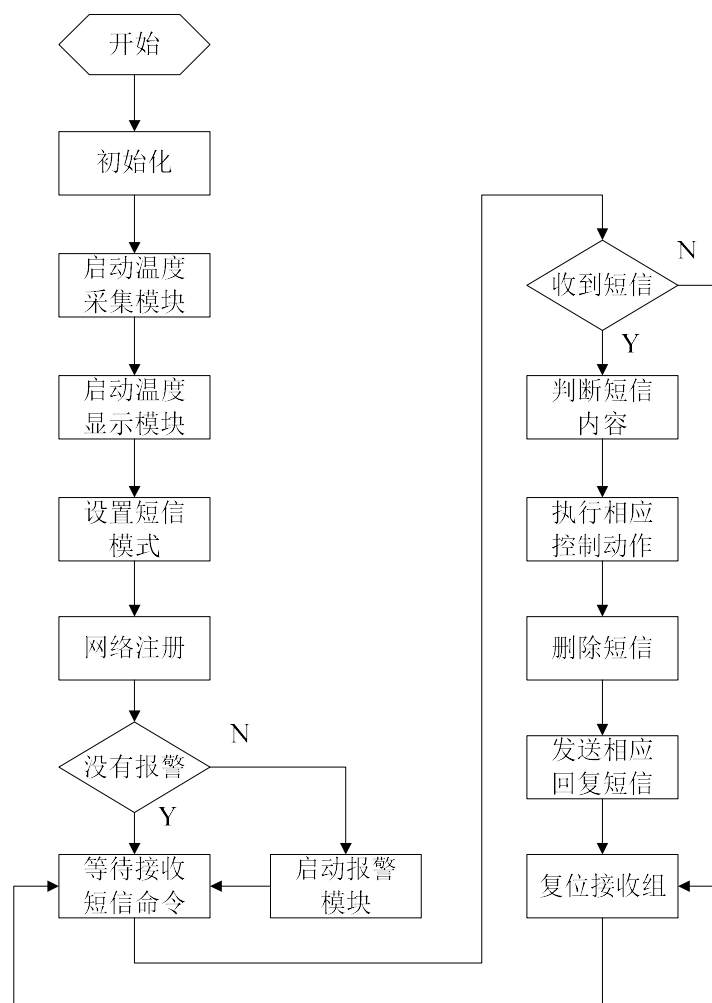 开始
初始化
启动温度
采集模块
启动温度
显示模块
设置短信
模式
网络注册
没有报警
N
Y
等待接收
短信命令
启动报警
模块
收到短信
N
Y
判断短信
内容
执行相应
控制动作
删除短信
发送相应
回复短信
复位接收组